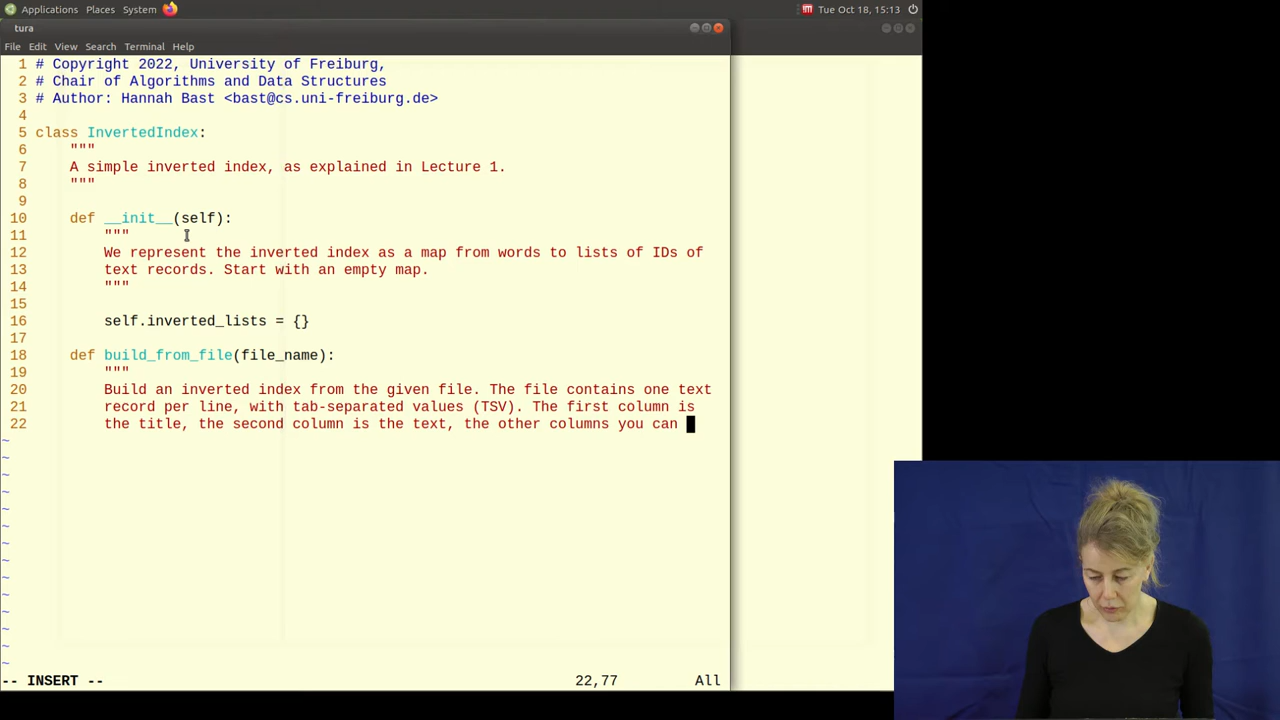 Applications Places System Tue Oct 18, 15:13
tura
File Edit View Search Terminal Help
1 # Copyright 2022, University of Freiburg,
2 # Chair of Algorithms and Data Structures
3 # Author: Hannah Bast <bast@cs.uni-freiburg.de>
4
5 class InvertedIndex:
6 """
7 A simple inverted index, as explained in Lecture 1.
8 """
9
10 def __init__(self):
11 """
12 We represent the inverted index as a map from words to lists of IDs of
13 text records. Start with an empty map.
14 """
15
16 self.inverted_lists = {}
17
18 def build_from_file(file_name):
19 """
20 Build an inverted index from the given file. The file contains one text
21 record per line, with tab-separated values (TSV). The first column is
22 the title, the second column is the text, the other columns you can
~
~
~
~
~
~
~
~
~
~
~
~
~
~
-- INSERT -- 22,77 All